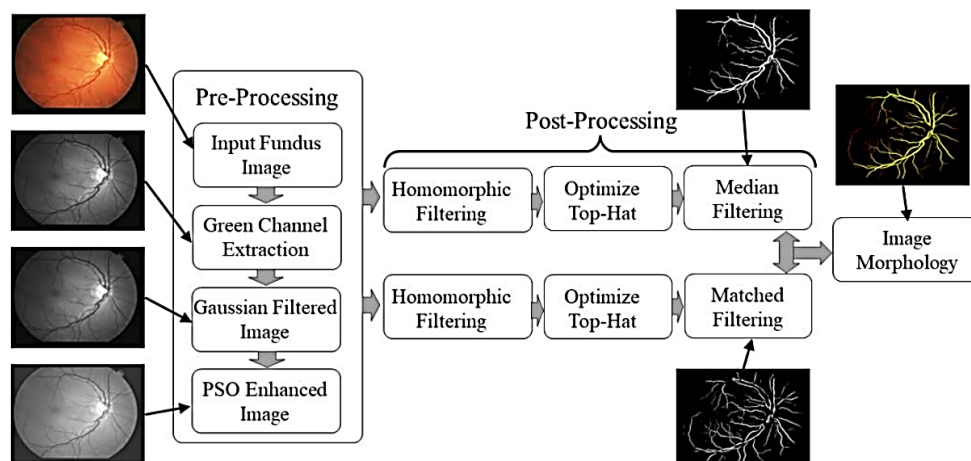 Pre-Processing
Input Fundus
Image
Green Channel
Extraction
Gaussian Filtered
Image
PSO Enhanced
Image
Post-Processing
Homomorphic
Filtering
Optimize
Top-Hat
Median
Filtering
Homomorphic
Filtering
Optimize
Top-Hat
Matched
Filtering
Image
Morphology